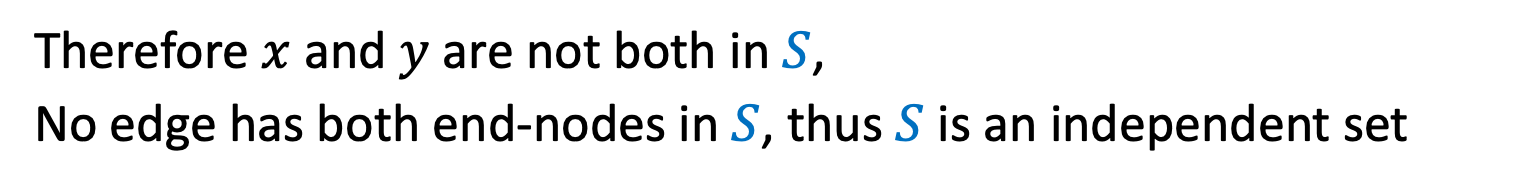 Therefore x and y are not both in S,
No edge has both end-nodes in S, thus S is an independent set